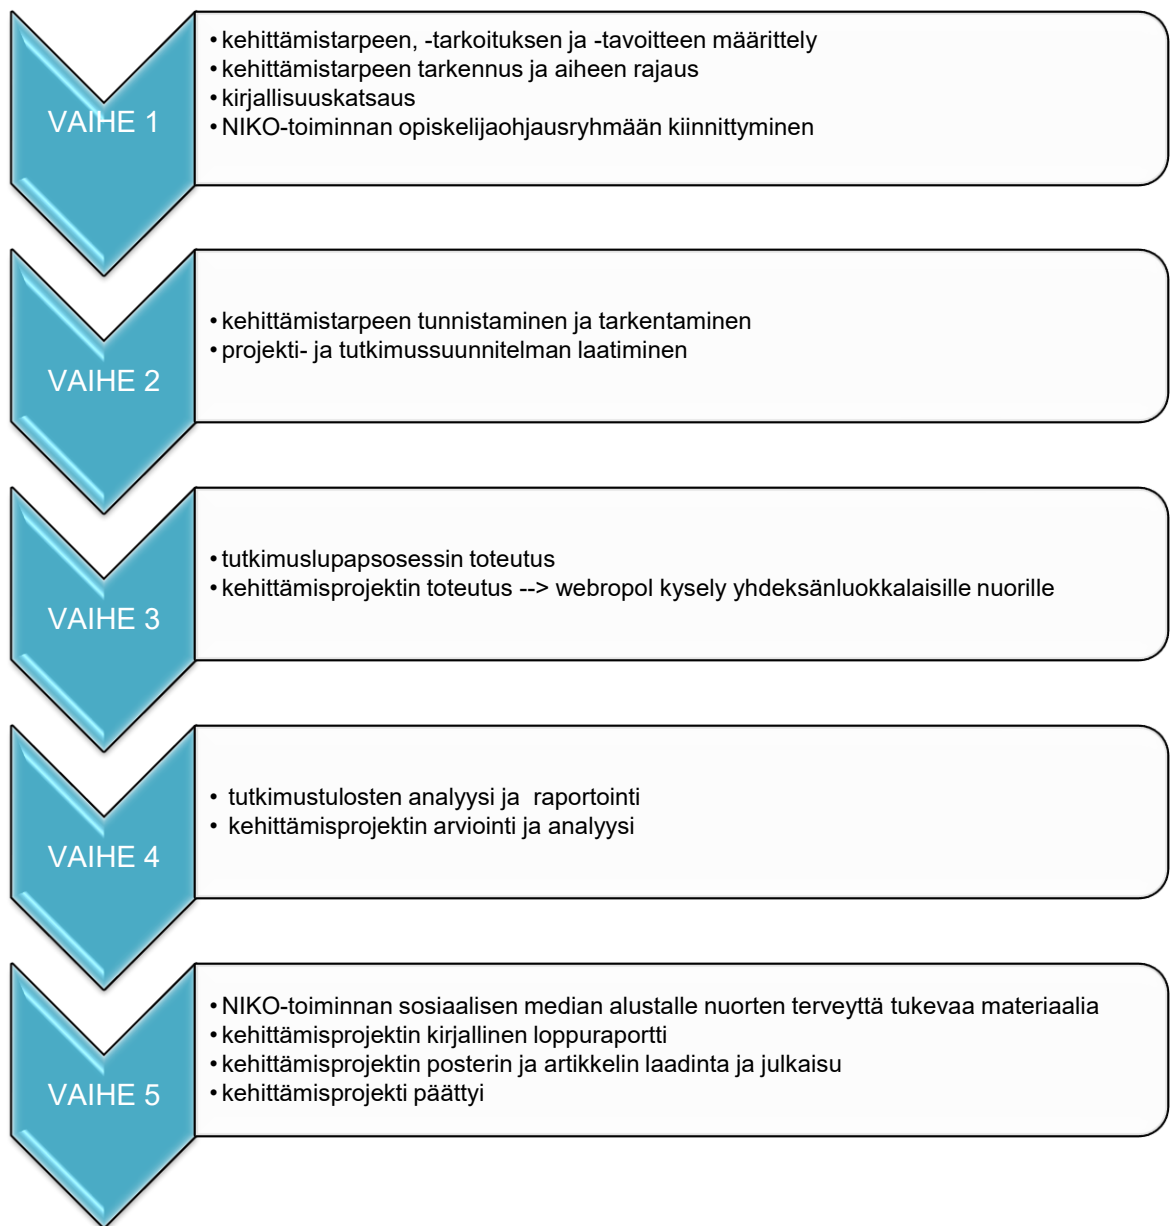 VAIHE 1
• kehittämistarpeen, -tarkoituksen ja -tavoitteen määrittely
• kehittämistarpeen tarkennus ja aiheen rajaus
• kirjallisuuskatsaus
• NIKO-toiminnan opiskelijaohjausryhmään kiinnittyminen
VAIHE 2
• kehittämistarpeen tunnistaminen ja tarkentaminen
• projekti- ja tutkimussuunnitelman laatiminen
VAIHE 3
• tutkimuslupapsosessin toteutus
• kehittämisprojektin toteutus --> webropol kysely yhdeksänluokkalaisille nuorille
VAIHE 4
• tutkimustulosten analyysi ja raportointi
• kehittämisprojektin arviointi ja analyysi
VAIHE 5
• NIKO-toiminnan sosiaalisen median alustalle nuorten terveyttä tukevaa materiaalia
• kehittämisprojektin kirjallinen loppuraportti
• kehittämisprojektin posterin ja artikkelin laadinta ja julkaisu
• kehittämisprojekti päättyi